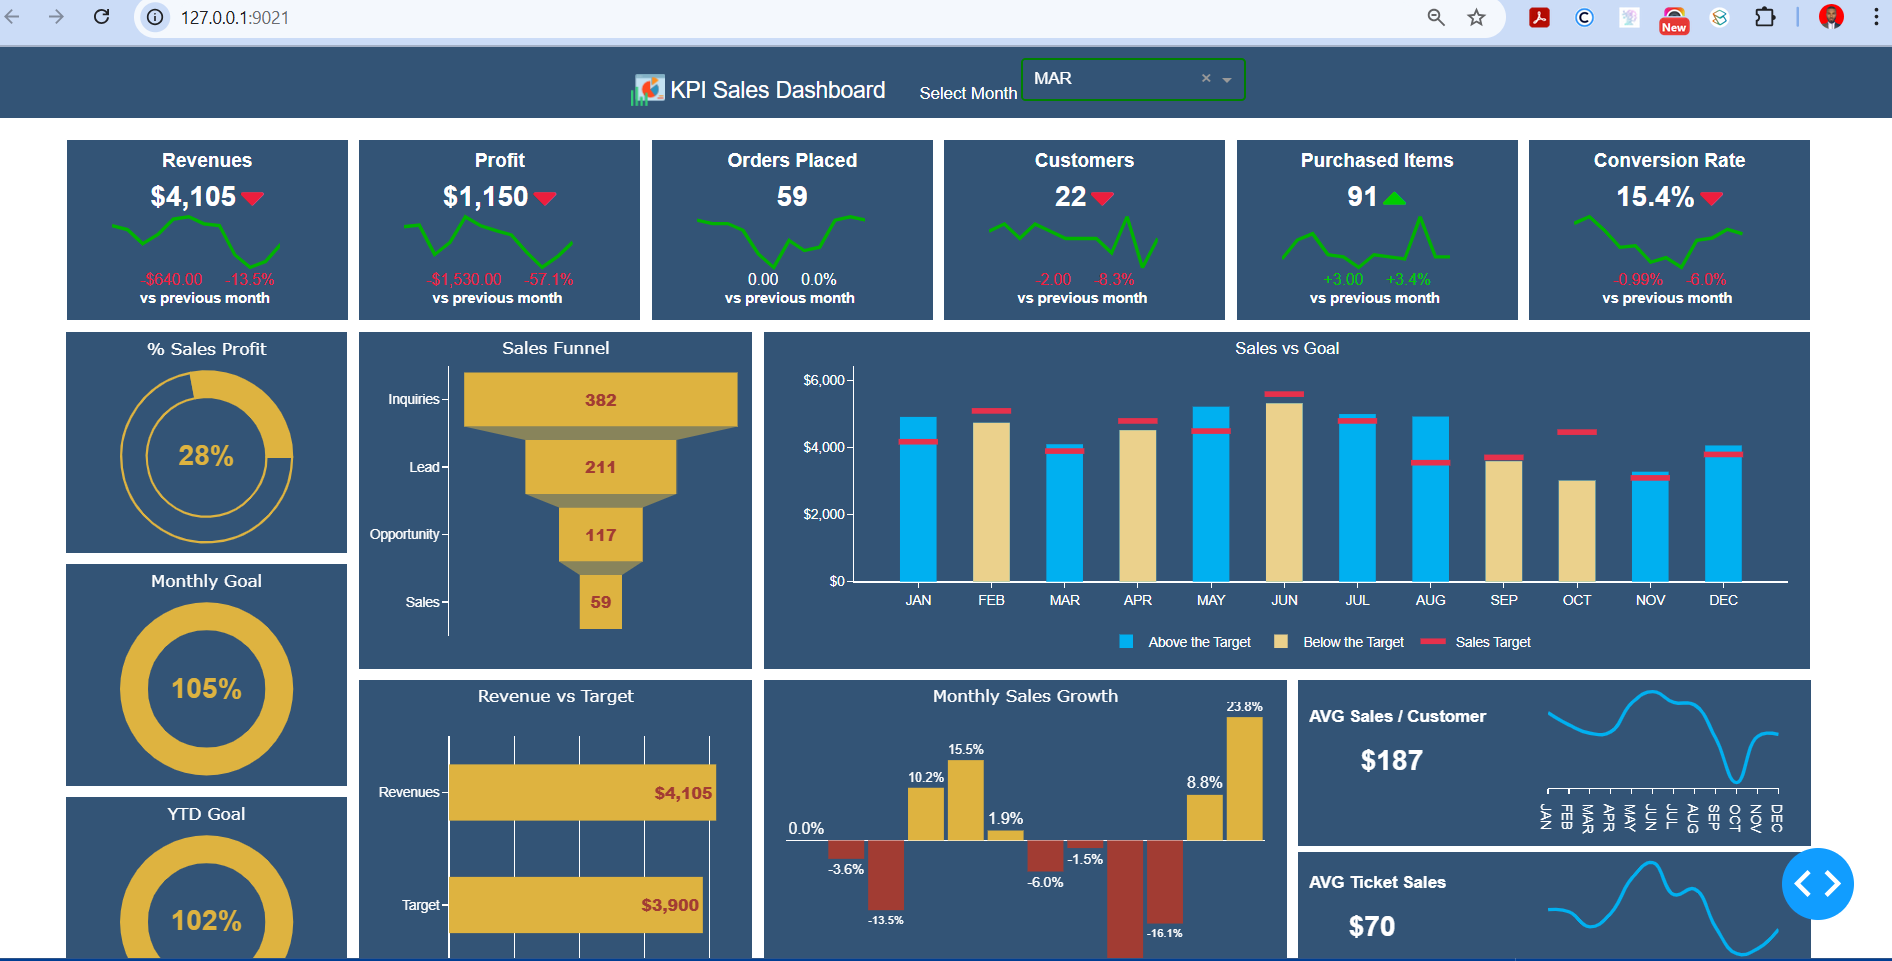 127.0.0.1:9021
New
KPI Sales Dashboard
Select Month
MAR
Revenues
$4,105
-$640.00 -13.5%
vs previous month
Profit
$1,150
-$1,530.00 -57.1%
vs previous month
Orders Placed
59
0.00 0.0%
vs previous month
Customers
22
-2.00 -8.3%
vs previous month
Purchased Items
91
+3.00 +3.4%
vs previous month
Conversion Rate
15.4%
-0.99% -6.0%
vs previous month
% Sales Profit
28%
Monthly Goal
105%
YTD Goal
102%
Sales Funnel
Inquiries
382
Lead
211
Opportunity
117
Sales
59
Sales vs Goal
$6,000
$4,000
$2,000
$0
JAN FEB MAR APR MAY JUN JUL AUG SEP OCT NOV DEC
Above the Target Below the Target Sales Target
Revenue vs Target
Revenues
$4,105
Target
$3,900
Monthly Sales Growth
0.0%
-3.6%
-13.5%
10.2%
15.5%
1.9%
-6.0%
-1.5%
-16.1%
8.8%
23.8%
AVG Sales / Customer
$187
JAN FEB MAR APR MAY JUN JUL AUG SEP OCT NOV DEC
AVG Ticket Sales
$70